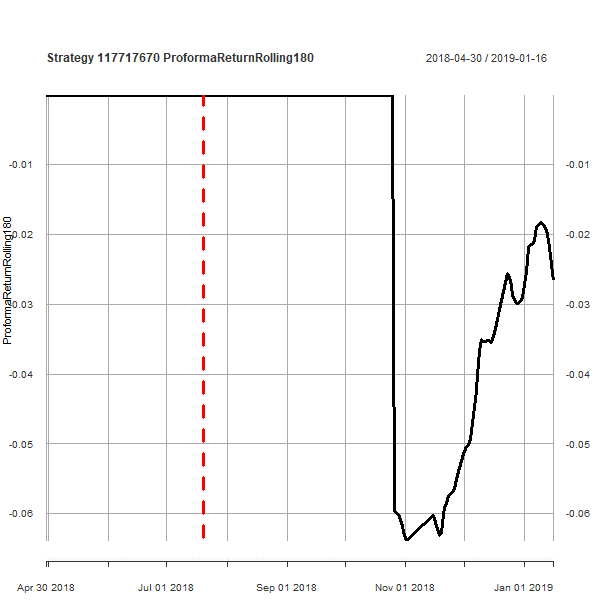 Strategy 117717670 ProformaReturnRolling180
2018-04-30 / 2019-01-16
-0.01
-0.02
-0.03
-0.04
-0.05
-0.06
ProformaReturnRolling180
-0.01
-0.02
-0.03
-0.04
-0.05
-0.06
Apr 30 2018
Jul 01 2018
Sep 01 2018
Nov 01 2018
Jan 01 2019